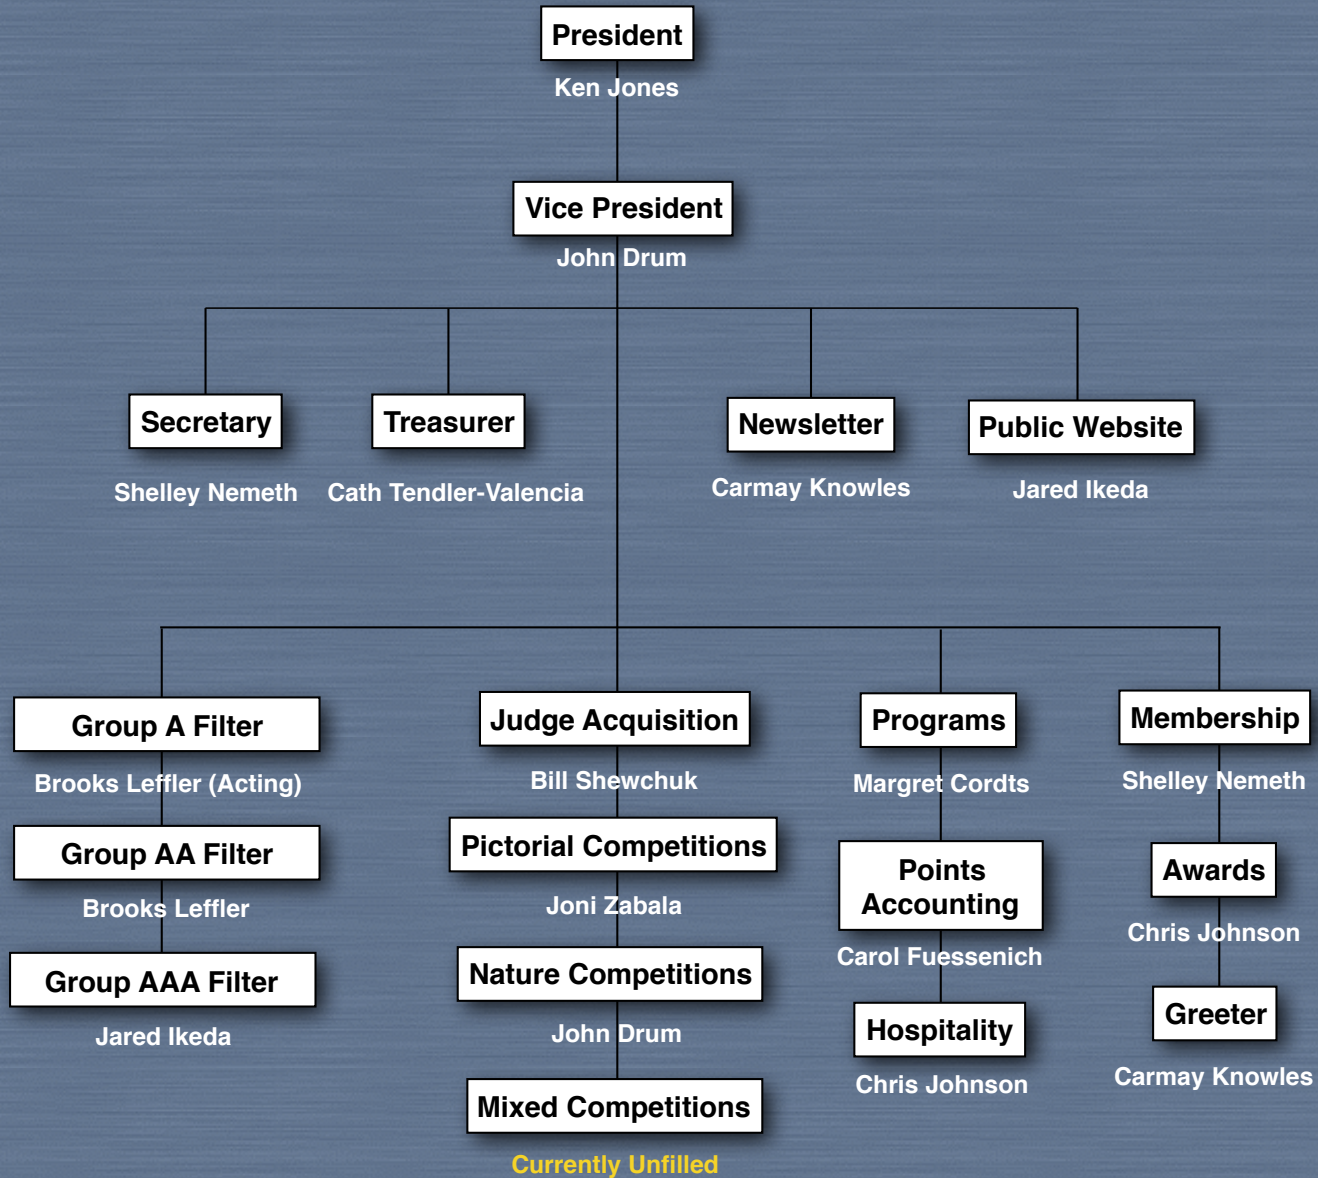 President
Ken Jones
Vice President
John Drum
Secretary
Shelley Nemeth
Treasurer
Cath Tendler-Valencia
Newsletter
Carmay Knowles
Public Website
Jared Ikeda
Group A Filter
Brooks Leffler (Acting)
Group AA Filter
Brooks Leffler
Group AAA Filter
Jared Ikeda
Judge Acquisition
Bill Shewchuk
Pictorial Competitions
Joni Zabala
Nature Competitions
John Drum
Mixed Competitions
Currently Unfilled
Programs
Margret Cordts
Points
Accounting
Carol Fuessenich
Hospitality
Chris Johnson
Membership
Shelley Nemeth
Awards
Chris Johnson
Greeter
Carmay Knowles